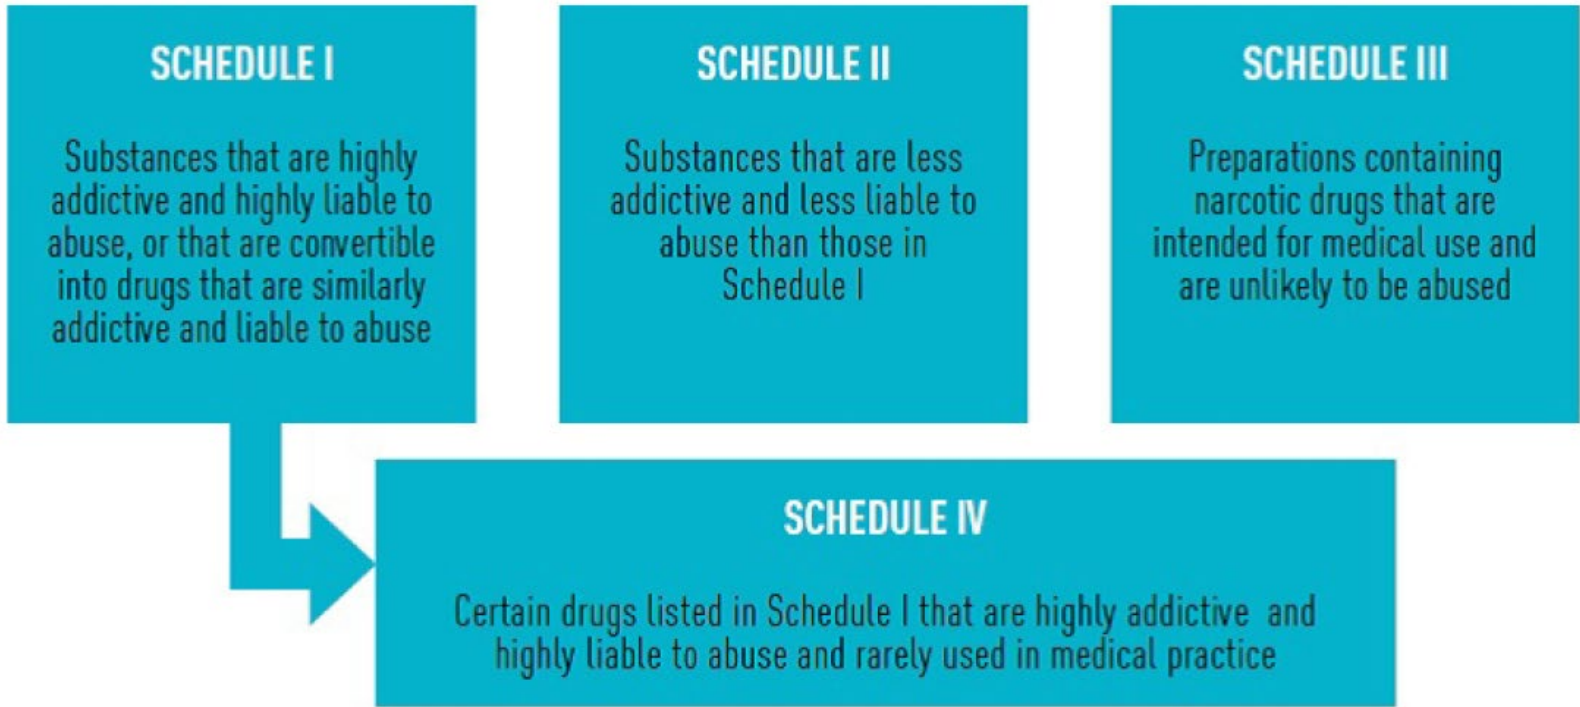 SCHEDULE I
Substances that are highly
addictive and highly liable to
abuse, or that are convertible
into drugs that are similarly
addictive and liable to abuse
SCHEDULE II
Substances that are less
addictive and less liable to
abuse than those in
Schedule I
SCHEDULE III
Preparations containing
narcotic drugs that are
intended for medical use and
are unlikely to be abused
SCHEDULE IV
Certain drugs listed in Schedule I that are highly addictive  and
highly liable to abuse and rarely used in medical practice